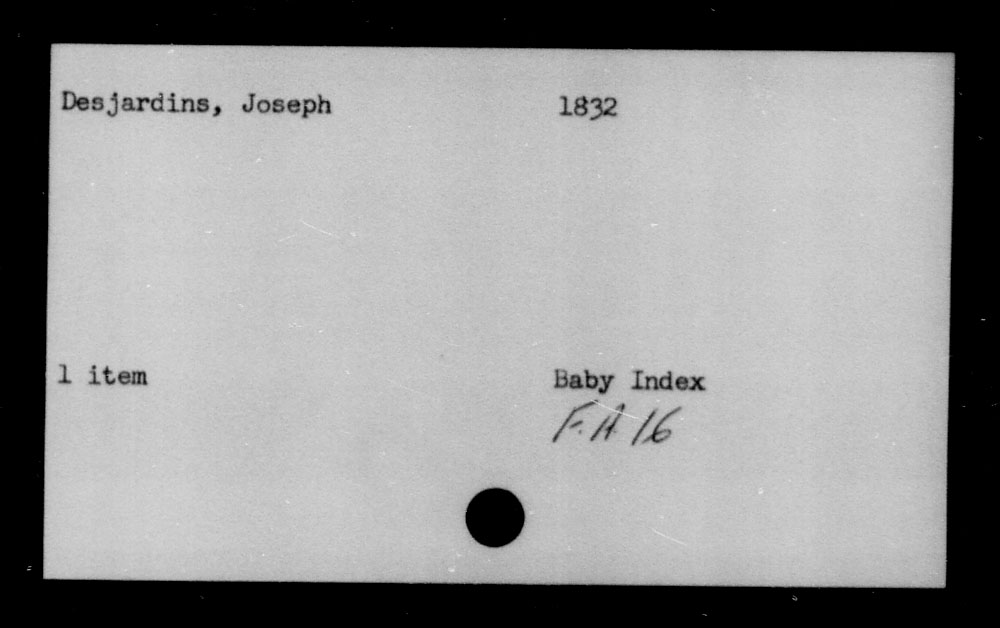 Desjardins, Joseph 1832
1 item Baby Index
F.A 16